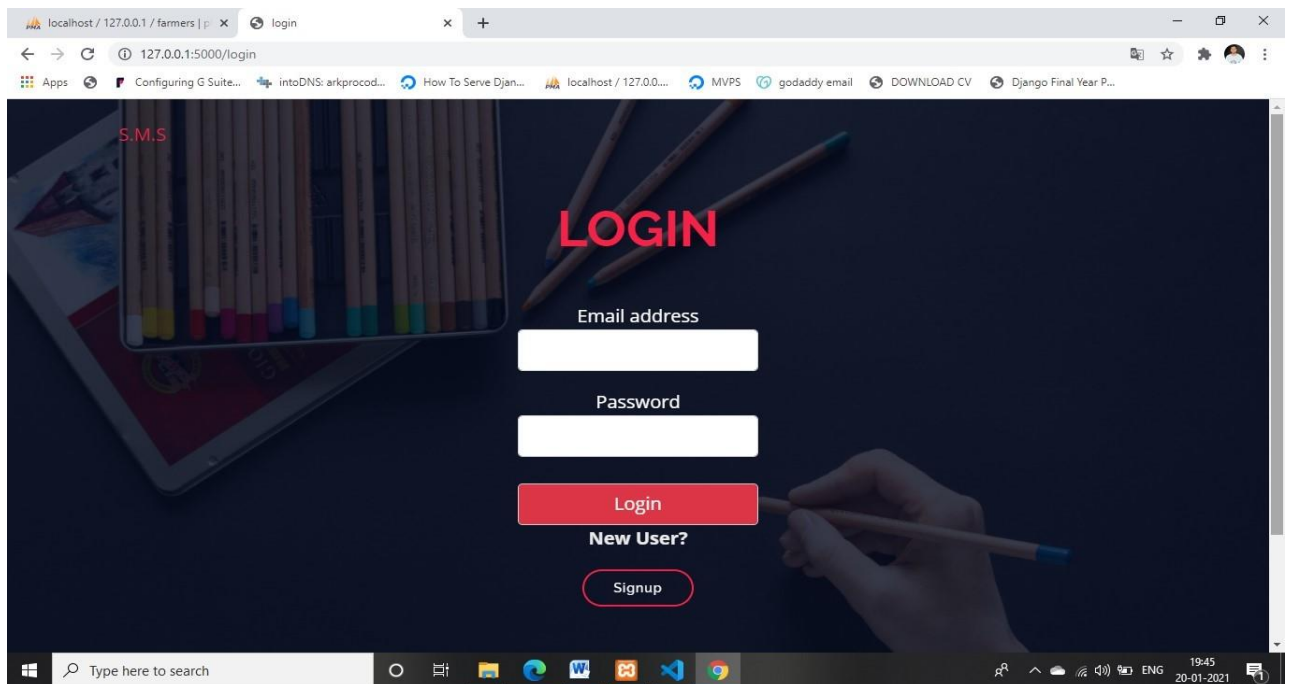 localhost / 127.0.0.1 / farmers | p
login
127.0.0.1:5000/login
Apps
Configuring G Suite...
intoDNS: arkprocod...
How To Serve Djan...
localhost / 127.0.0....
MVPS
godaddy email
DOWNLOAD CV
Django Final Year P...
S.M.S
LOGIN
Email address
Password
Login
New User?
Signup
Type here to search
ENG
19:45
20-01-2021